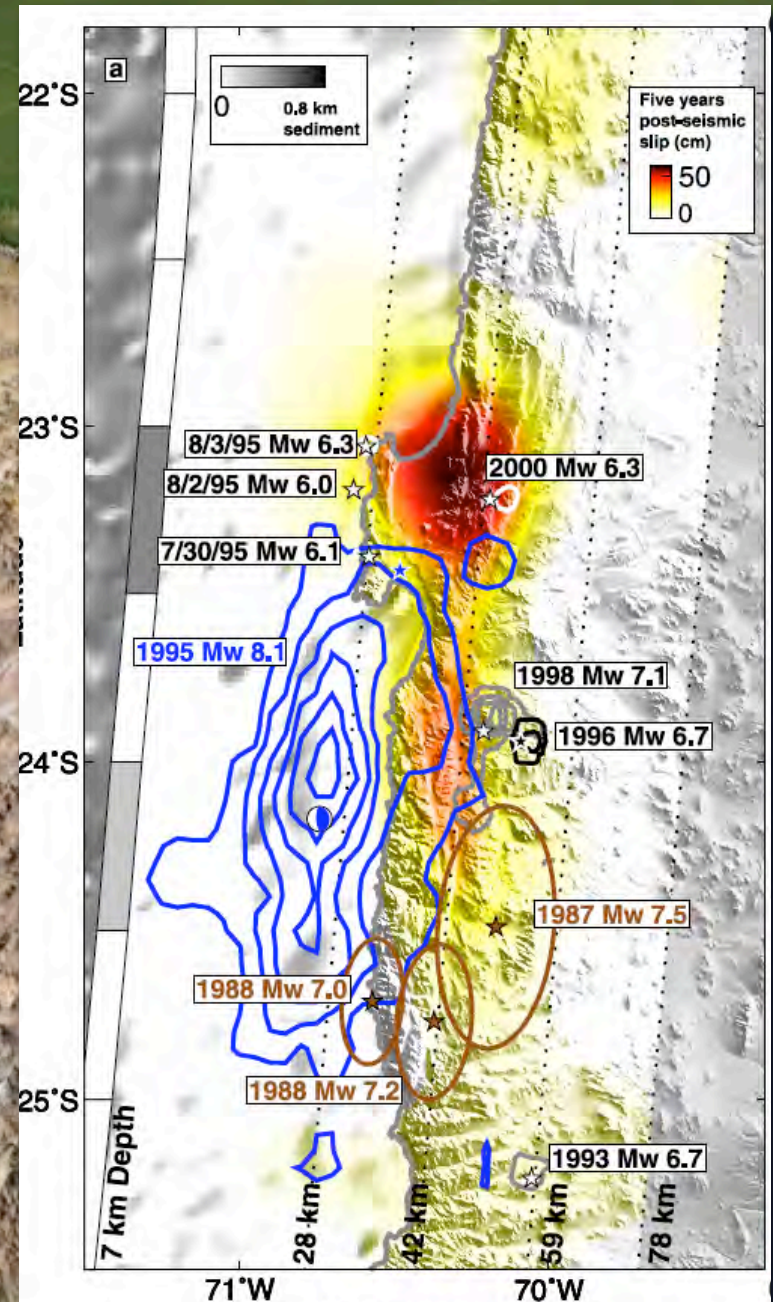 a
0
0.8 km
sediment
Five years
post-seismic
slip (cm)
50
0
22°S
23°S
24°S
25°S
8/3/95 Mw 6.3
8/2/95 Mw 6.0
2000 Mw 6.3
7/30/95 Mw 6.1
1995 Mw 8.1
1998 Mw 7.1
1996 Mw 6.7
1987 Mw 7.5
1988 Mw 7.0
1988 Mw 7.2
1993 Mw 6.7
7 km Depth
28 km
42 km
59 km
78 km
71°W
70°W